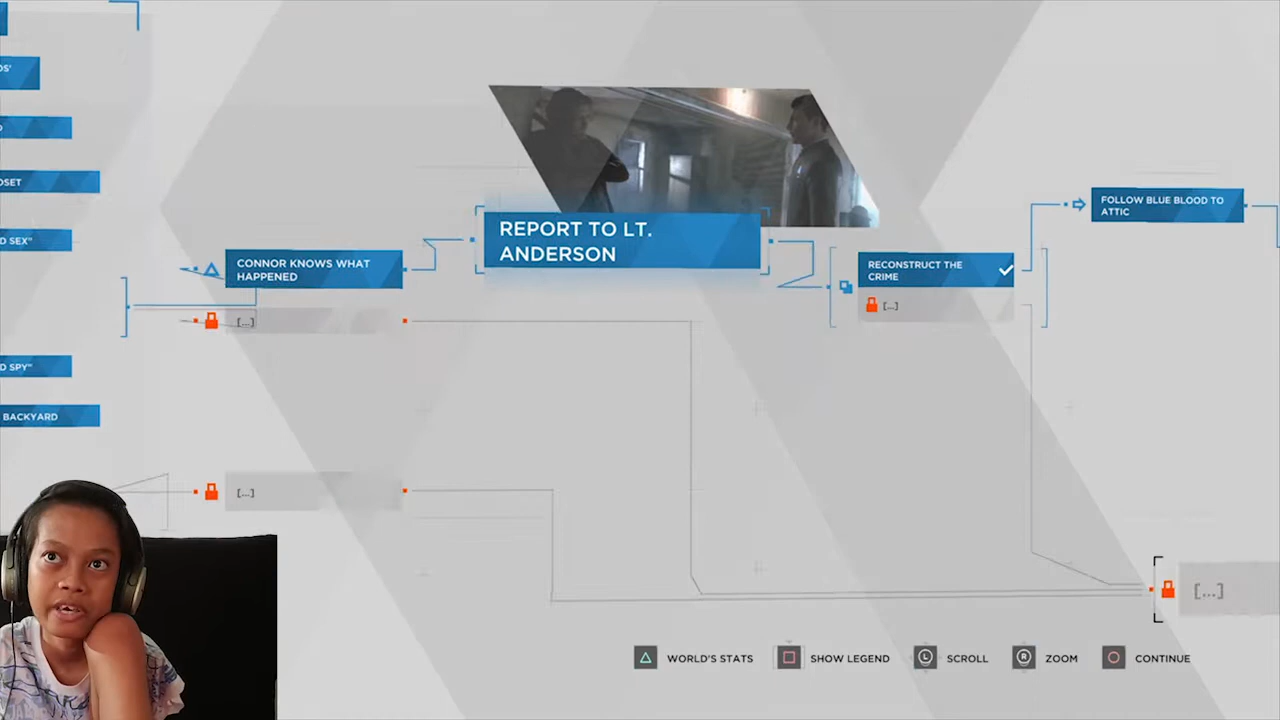 DS'
OSET
D SEX"
D SPY"
BACKYARD
CONNOR KNOWS WHAT
HAPPENED
[...]
[...]
REPORT TO LT.
ANDERSON
RECONSTRUCT THE
CRIME
[...]
FOLLOW BLUE BLOOD TO
ATTIC
[...]
WORLD'S STATS
SHOW LEGEND
L
SCROLL
R
ZOOM
CONTINUE